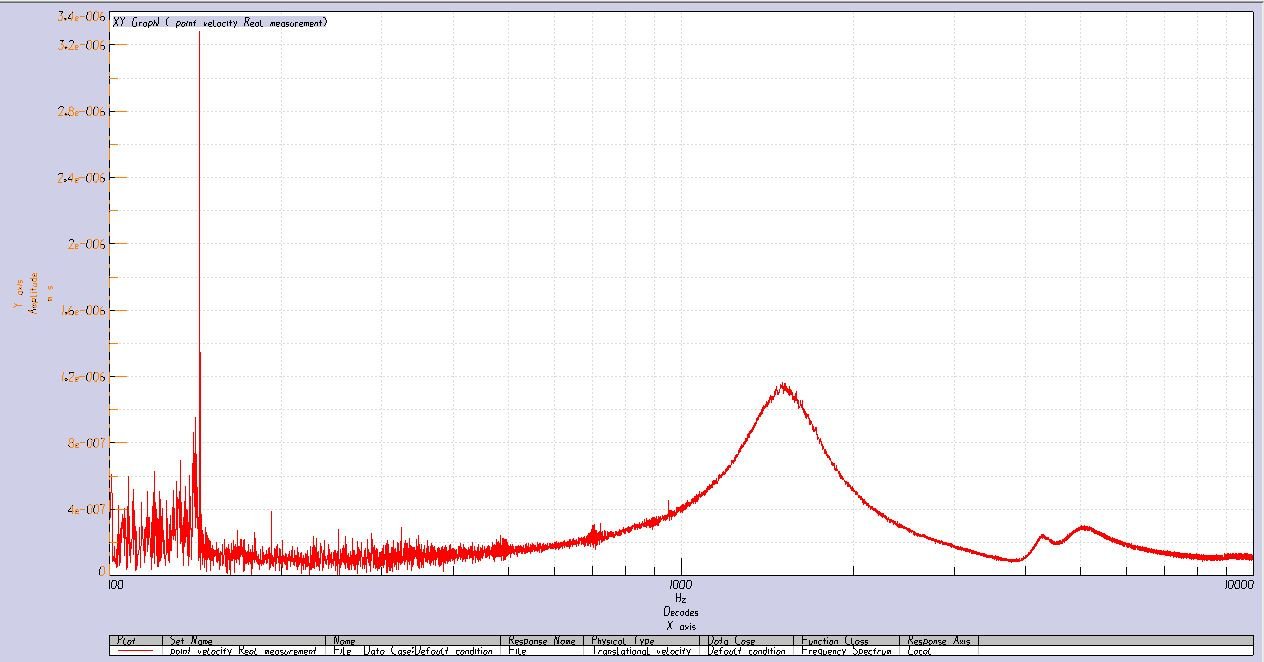 XY Graph ( point velocity Real measurement)
3.4e-006
3.2e-006
2.8e-006
2.4e-006
2e-006
1.6e-006
1.2e-006
8e-007
4e-007
0
Y axis
Amplitude
m s
100 1000 10000
Hz
Decades
X axis
Plot Set Name Name Response Name Physical Type Data Case Function Class Response Axis
point velocity Real measurement File Data Case:Default condition File Translational velocity Default condition Frequency Spectrum Local